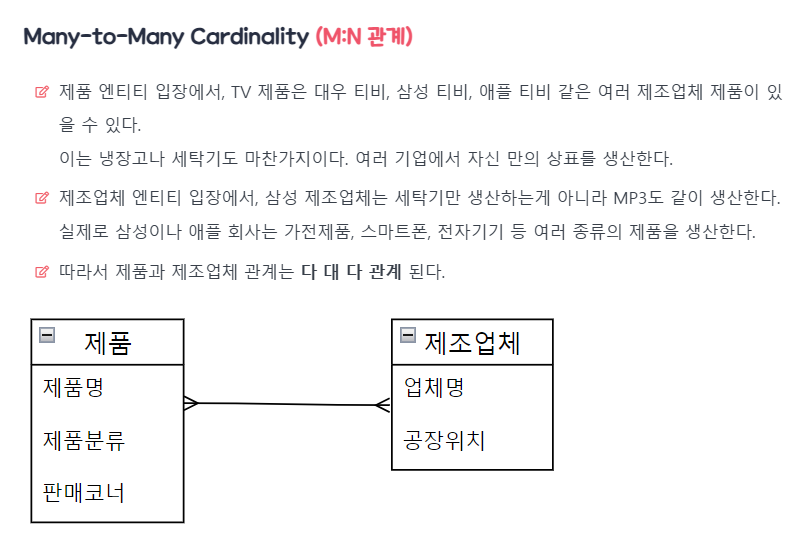 Many-to-Many Cardinality (M:N 관계)
제품 엔티티 입장에서, TV 제품은 대우 티비, 삼성 티비, 애플 티비 같은 여러 제조업체 제품이 있
을 수 있다.
이는 냉장고나 세탁기도 마찬가지이다. 여러 기업에서 자신 만의 상표를 생산한다.
제조업체 엔티티 입장에서, 삼성 제조업체는 세탁기만 생산하는게 아니라 MP3도 같이 생산한다.
실제로 삼성이나 애플 회사는 가전제품, 스마트폰, 전자기기 등 여러 종류의 제품을 생산한다.
따라서 제품과 제조업체 관계는 다 대 다 관계 된다.
제품
제품명
제품분류
판매코너
제조업체
업체명
공장위치